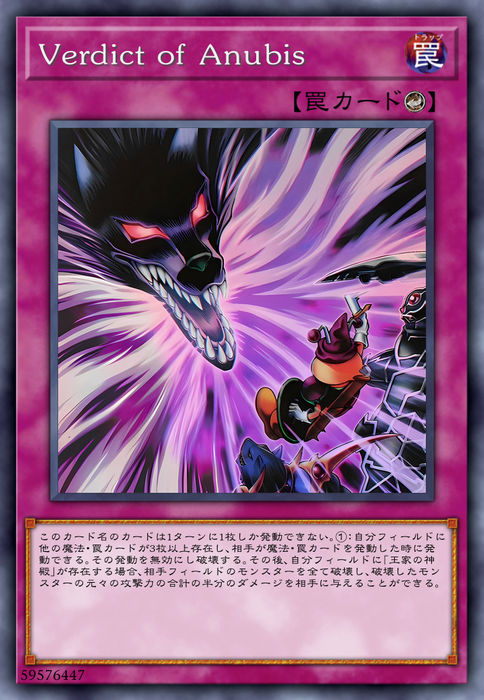 Verdict of Anubis
トラップ
罠
【罠カード】
このカード名のカードは1ターンに1枚しか発動できない。①:自分フィールドに
他の魔法・罠カードが3枚以上存在し、相手が魔法・罠カードを発動した時に発
動できる。その発動を無効にし破壊する。その後、自分フィールドに「王家の神
殿」が存在する場合、相手フィールドのモンスターを全て破壊し、破壊したモン
スターの元々の攻撃力の合計の半分のダメージを相手に与えることができる。
59576447